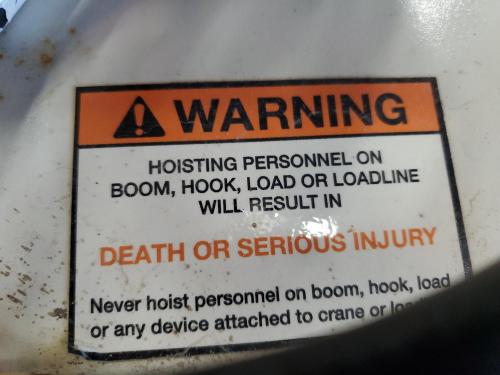 WARNING
HOISTING PERSONNEL ON
BOOM, HOOK, LOAD OR LOADLINE
WILL RESULT IN
DEATH OR SERIOUS INJURY
Never hoist personnel on boom, hook, load
or any device attached to crane or